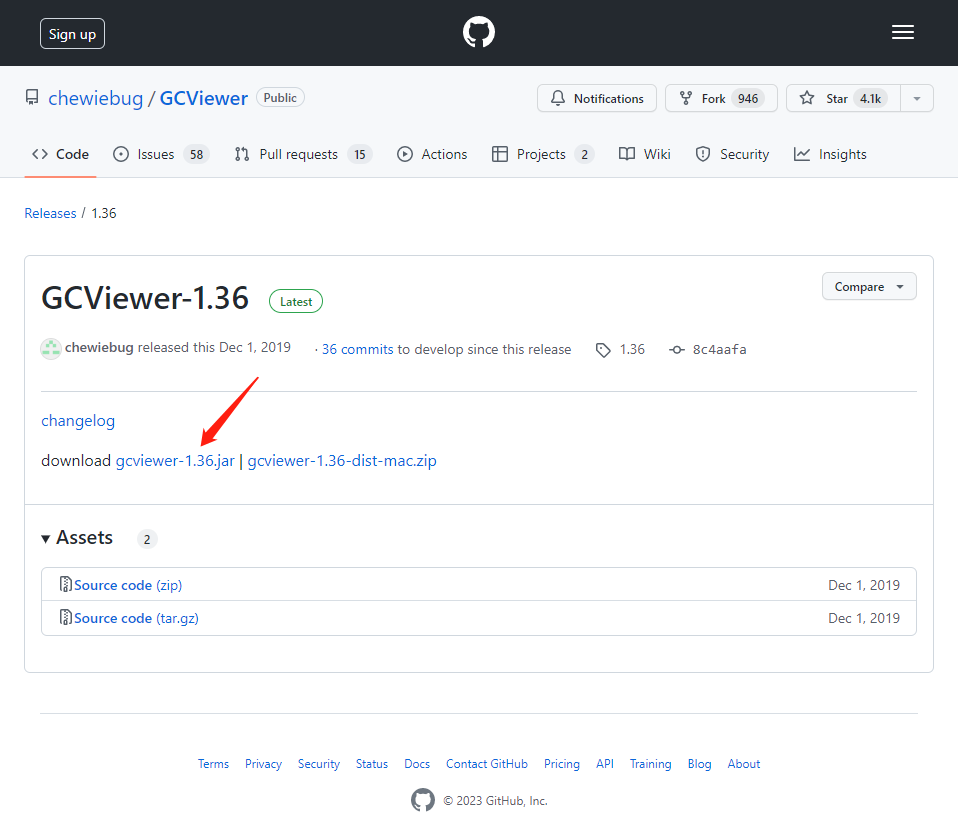 Sign up
chewiebug / GCViewer Public
Notifications Fork 946 Star 4.1k
Code Issues 58 Pull requests 15 Actions Projects 2 Wiki Security Insights
Releases / 1.36
GCViewer-1.36 Latest Compare
chewiebug released this Dec 1, 2019 · 36 commits to develop since this release 1.36 8c4aafa
changelog
download gcviewer-1.36.jar | gcviewer-1.36-dist-mac.zip
Assets 2
Source code (zip) Dec 1, 2019
Source code (tar.gz) Dec 1, 2019
Terms Privacy Security Status Docs Contact GitHub Pricing API Training Blog About
© 2023 GitHub, Inc.